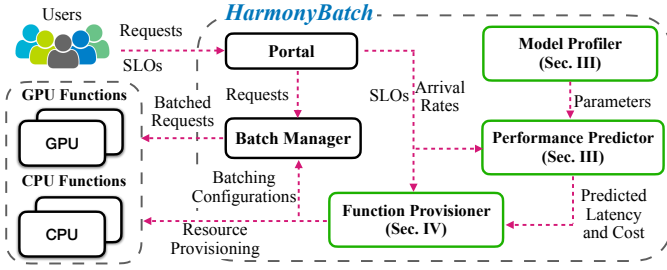 HarmonyBatch
Users
Requests
SLOs
Portal
Model Profiler
(Sec. III)
GPU Functions
GPU
Batched
Requests
Requests
SLOs
Arrival
Rates
Parameters
Batch Manager
Performance Predictor
(Sec. III)
CPU Functions
CPU
Batching
Configurations
Resource
Provisioning
Function Provisioner
(Sec. IV)
Predicted
Latency
and Cost